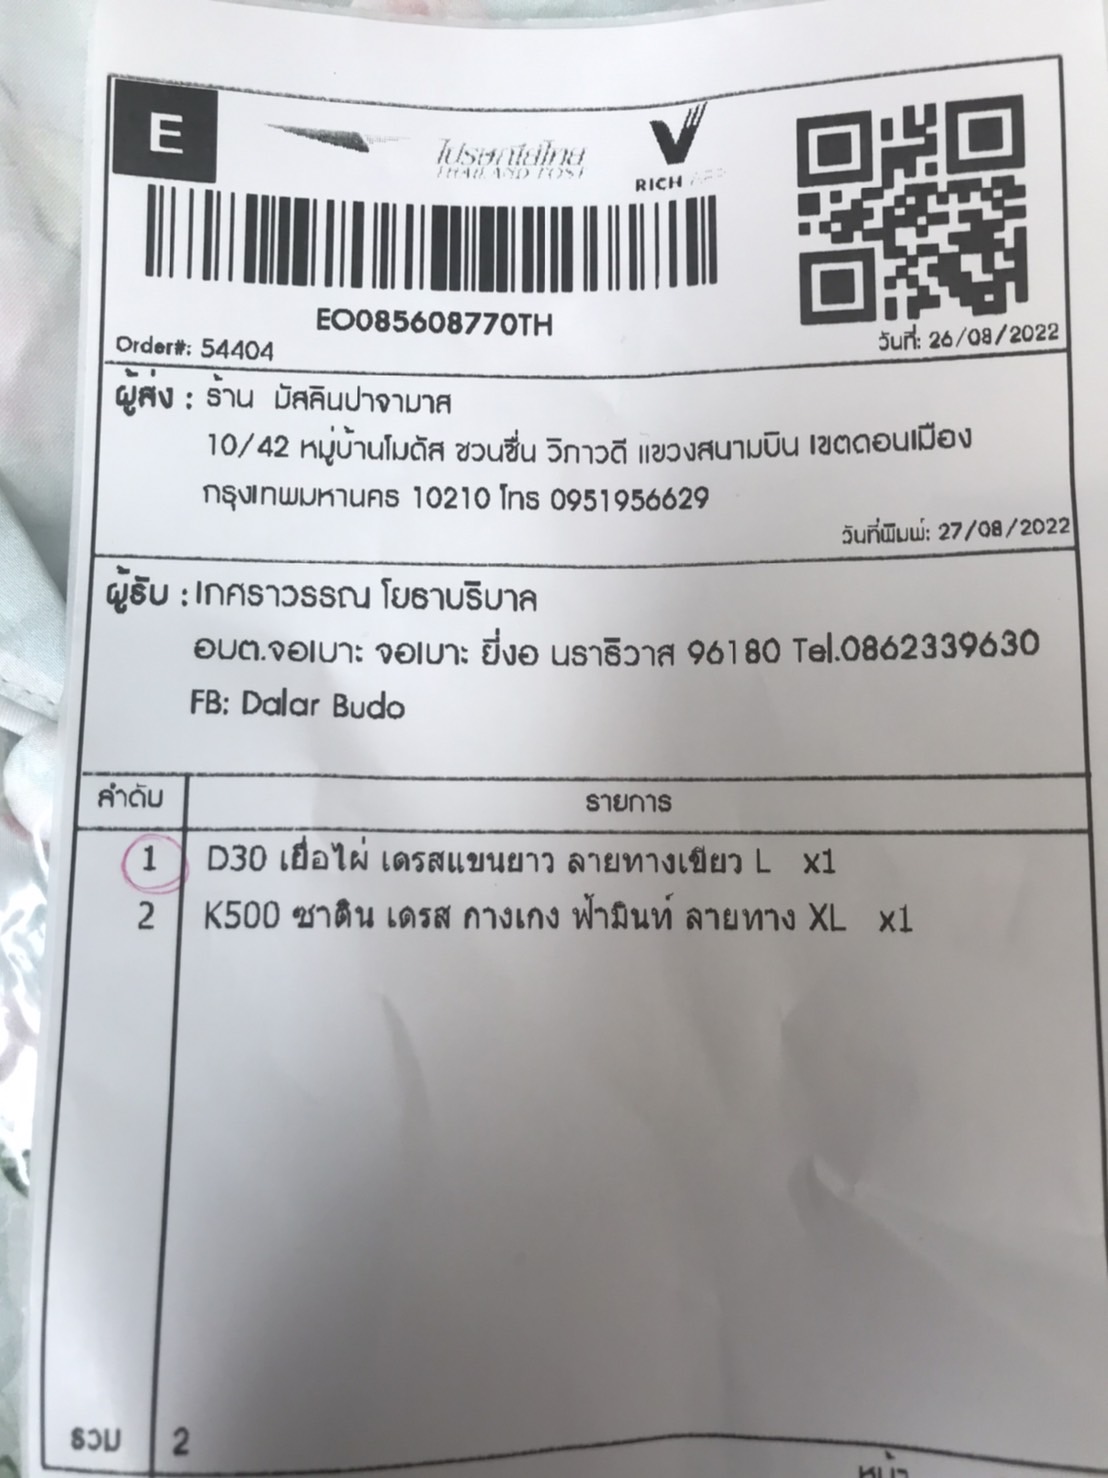 E
ไปรษณีย์ไทย
THAILAND POST
RICH APP
EO085608770TH
Order#: 54404
วันที่: 26/08/2022
ผู้ส่ง : ร้าน มัสลินปาจามาส
10/42 หมู่บ้านโมดัส ชวนชื่น วิภาวดี แขวงสนามบิน เขตดอนเมือง
กรุงเทพมหานคร 10210 โทร 0951956629
วันที่พิมพ์: 27/08/2022
ผู้รับ : เกศราวรรณ โยธาบริบาล
อบต.จอเบาะ จอเบาะ ยี่งอ นราธิวาส 96180 Tel.0862339630
FB: Dalar Budo
ลำดับ รายการ
1 D30 เยื่อไผ่ เดรสแขนยาว ลายทางเขียว L x1
2 K500 ซาติน เดรส กางเกง ฟ้ามินท์ ลายทาง XL x1
รวม 2
หน้า